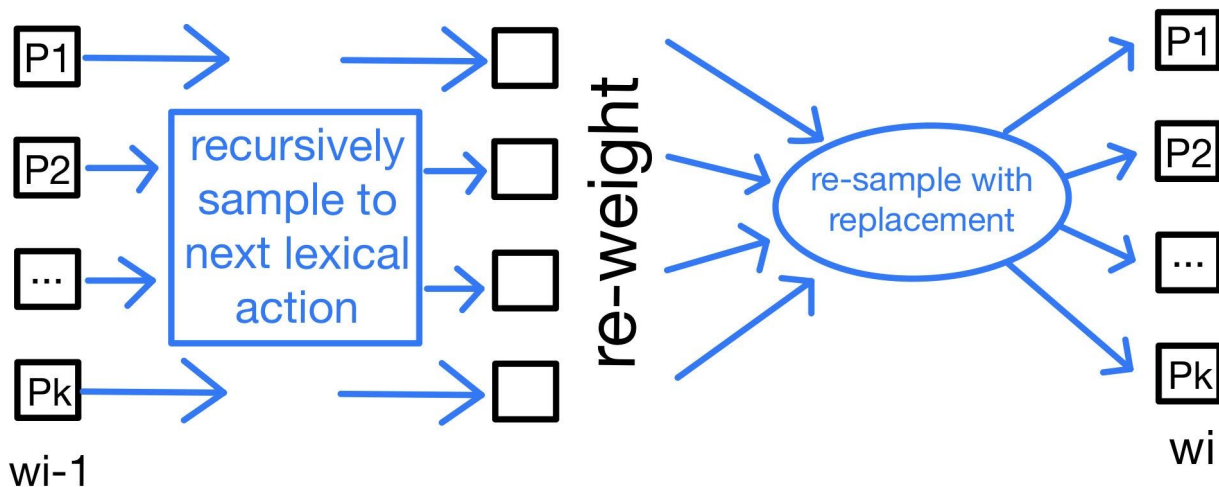 P1
P2
...
Pk
wi-1
recursively
sample to
next lexical
action
re-weight
re-sample with
replacement
P1
P2
...
Pk
wi